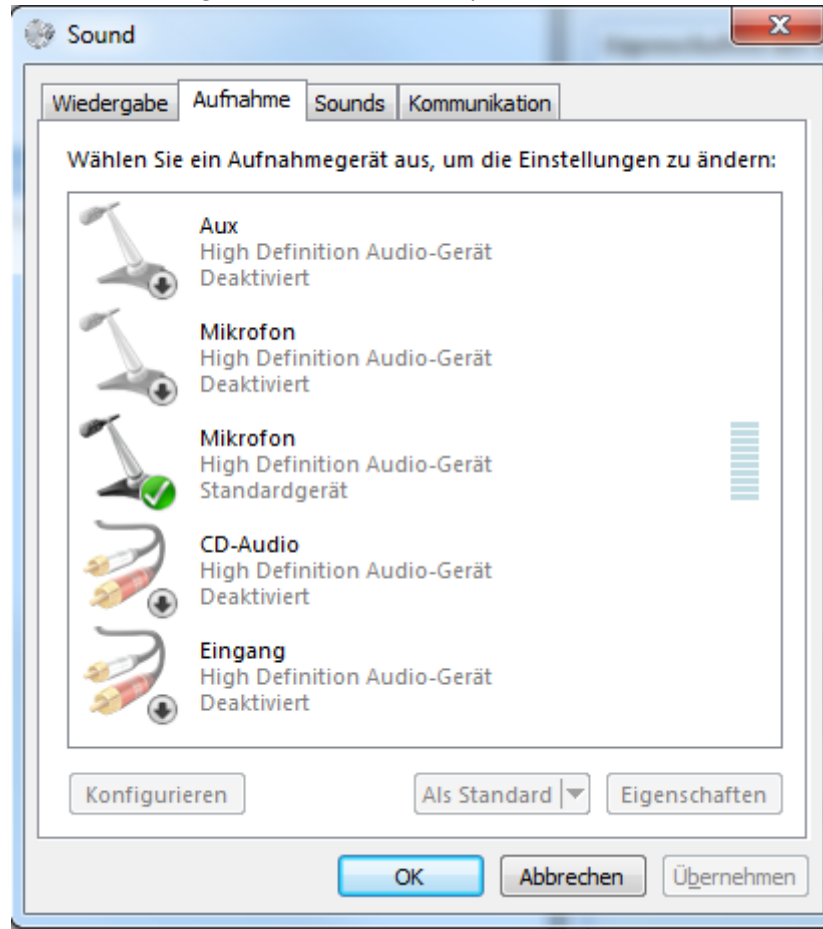 Sound
Wiedergabe Aufnahme Sounds Kommunikation
Wählen Sie ein Aufnahmegerät aus, um die Einstellungen zu ändern:
Aux
High Definition Audio-Gerät
Deaktiviert
Mikrofon
High Definition Audio-Gerät
Deaktiviert
Mikrofon
High Definition Audio-Gerät
Standardgerät
CD-Audio
High Definition Audio-Gerät
Deaktiviert
Eingang
High Definition Audio-Gerät
Deaktiviert
Konfigurieren Als Standard Eigenschaften
OK Abbrechen Übernehmen